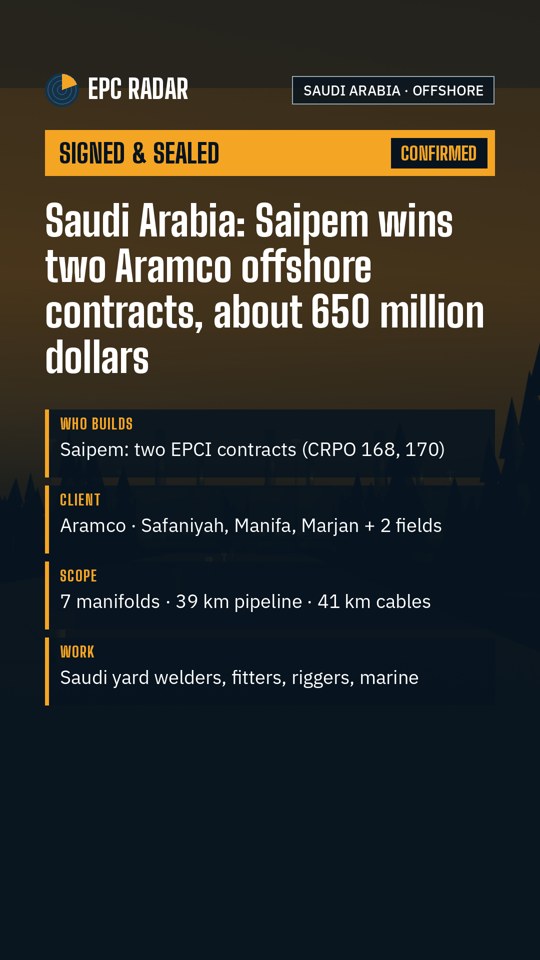 EPC RADAR
SAUDI ARABIA · OFFSHORE
SIGNED & SEALED
CONFIRMED
Saudi Arabia: Saipem wins
two Aramco offshore
contracts, about 650 million
dollars
WHO BUILDS
Saipem: two EPCI contracts (CRPO 168, 170)
CLIENT
Aramco · Safaniyah, Manifa, Marjan + 2 fields
SCOPE
7 manifolds · 39 km pipeline · 41 km cables
WORK
Saudi yard welders, fitters, riggers, marine